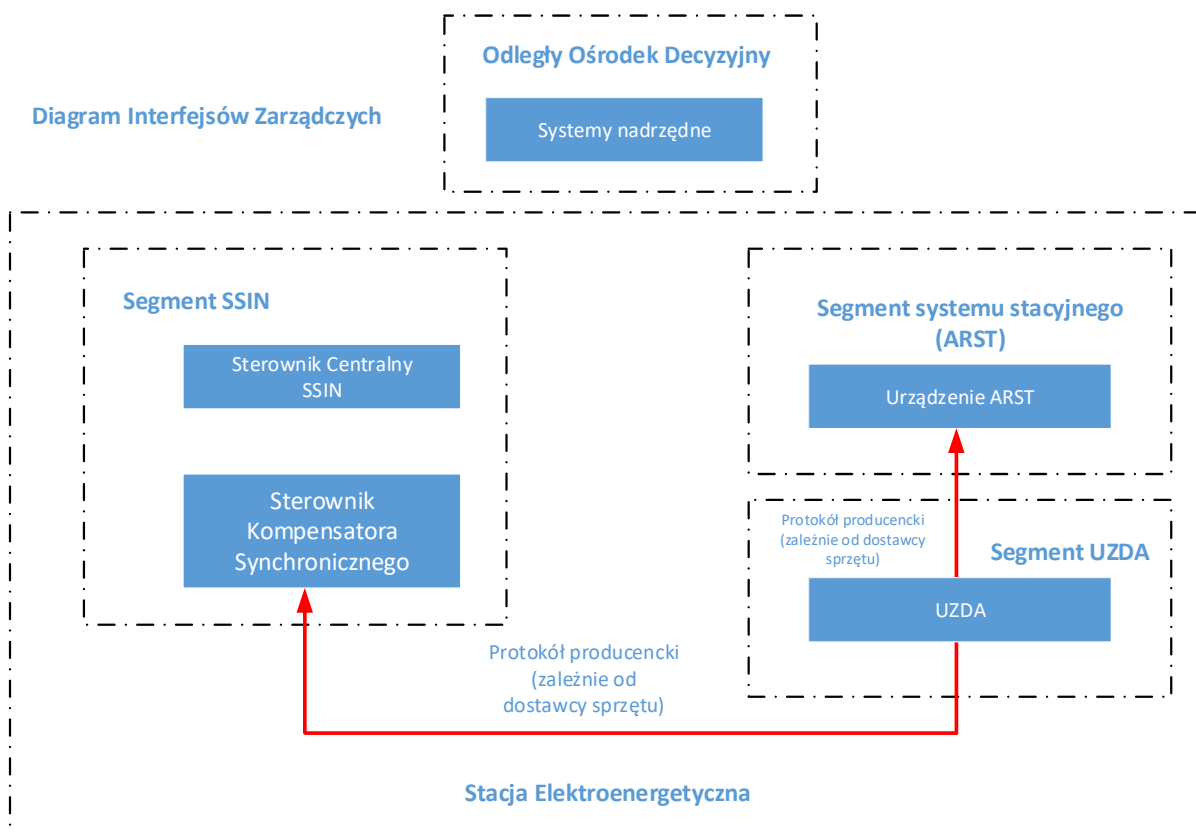 Odległy Ośrodek Decyzyjny
Diagram Interfejsów Zarządczych
Systemy nadrzędne
Segment SSIN
Sterownik Centralny
SSIN
Sterownik
Kompensatora
Synchronicznego
Segment systemu stacyjnego
(ARST)
Urządzenie ARST
Protokół producencki
(zależnie od dostawcy
sprzętu)
Segment UZDA
UZDA
Protokół producencki
(zależnie od
dostawcy sprzętu)
Stacja Elektroenergetyczna